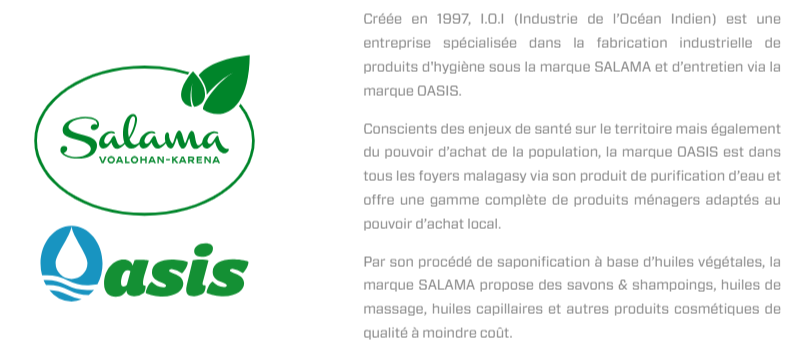 Salama
VOALOHAN-KARENA
Oasis
Créée en 1997, I.O.I (Industrie de l'Océan Indien) est une
entreprise spécialisée dans la fabrication industrielle de
produits d'hygiène sous la marque SALAMA et d'entretien via la
marque OASIS.
Conscients des enjeux de santé sur le territoire mais également
du pouvoir d'achat de la population, la marque OASIS est dans
tous les foyers malagasy via son produit de purification d'eau et
offre une gamme complète de produits ménagers adaptés au
pouvoir d'achat local.
Par son procédé de saponification à base d'huiles végétales, la
marque SALAMA propose des savons & shampoings, huiles de
massage, huiles capillaires et autres produits cosmétiques de
qualité à moindre coût.